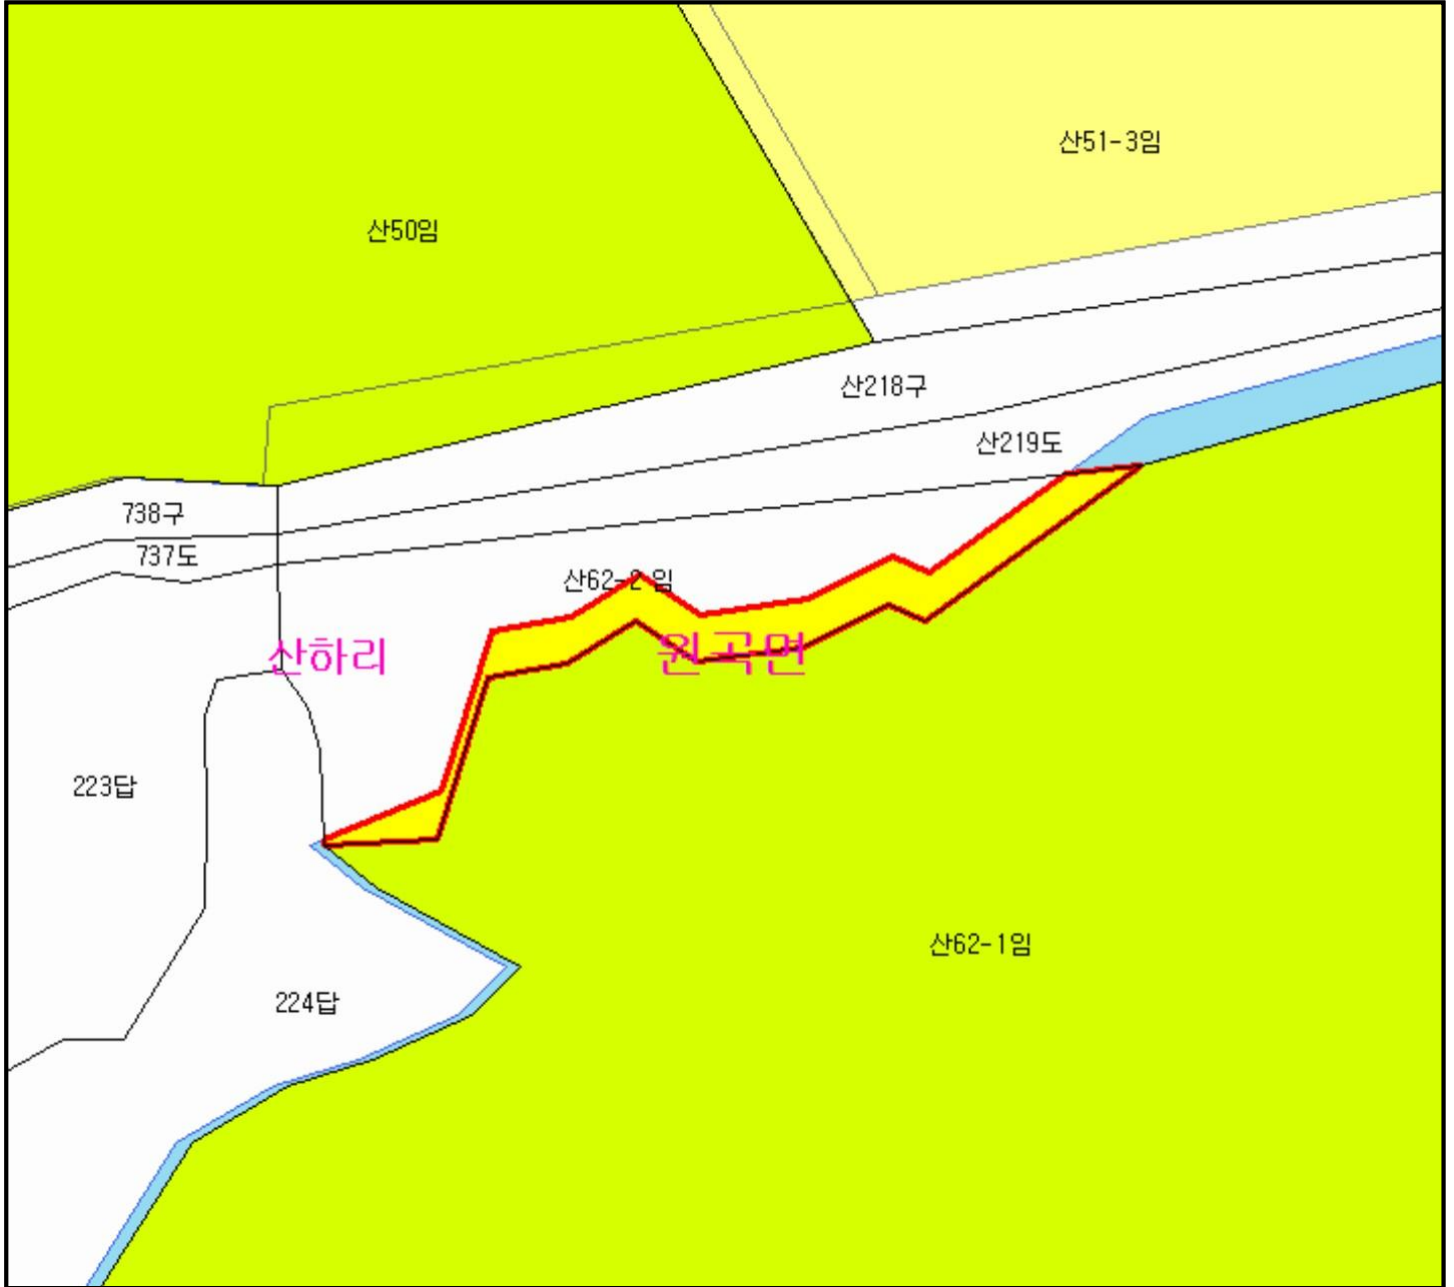 산51-3임
산50임
산218구
산219도
738구
737도
산62-2 임
산하리
원곡면
223답
산62-1임
224답